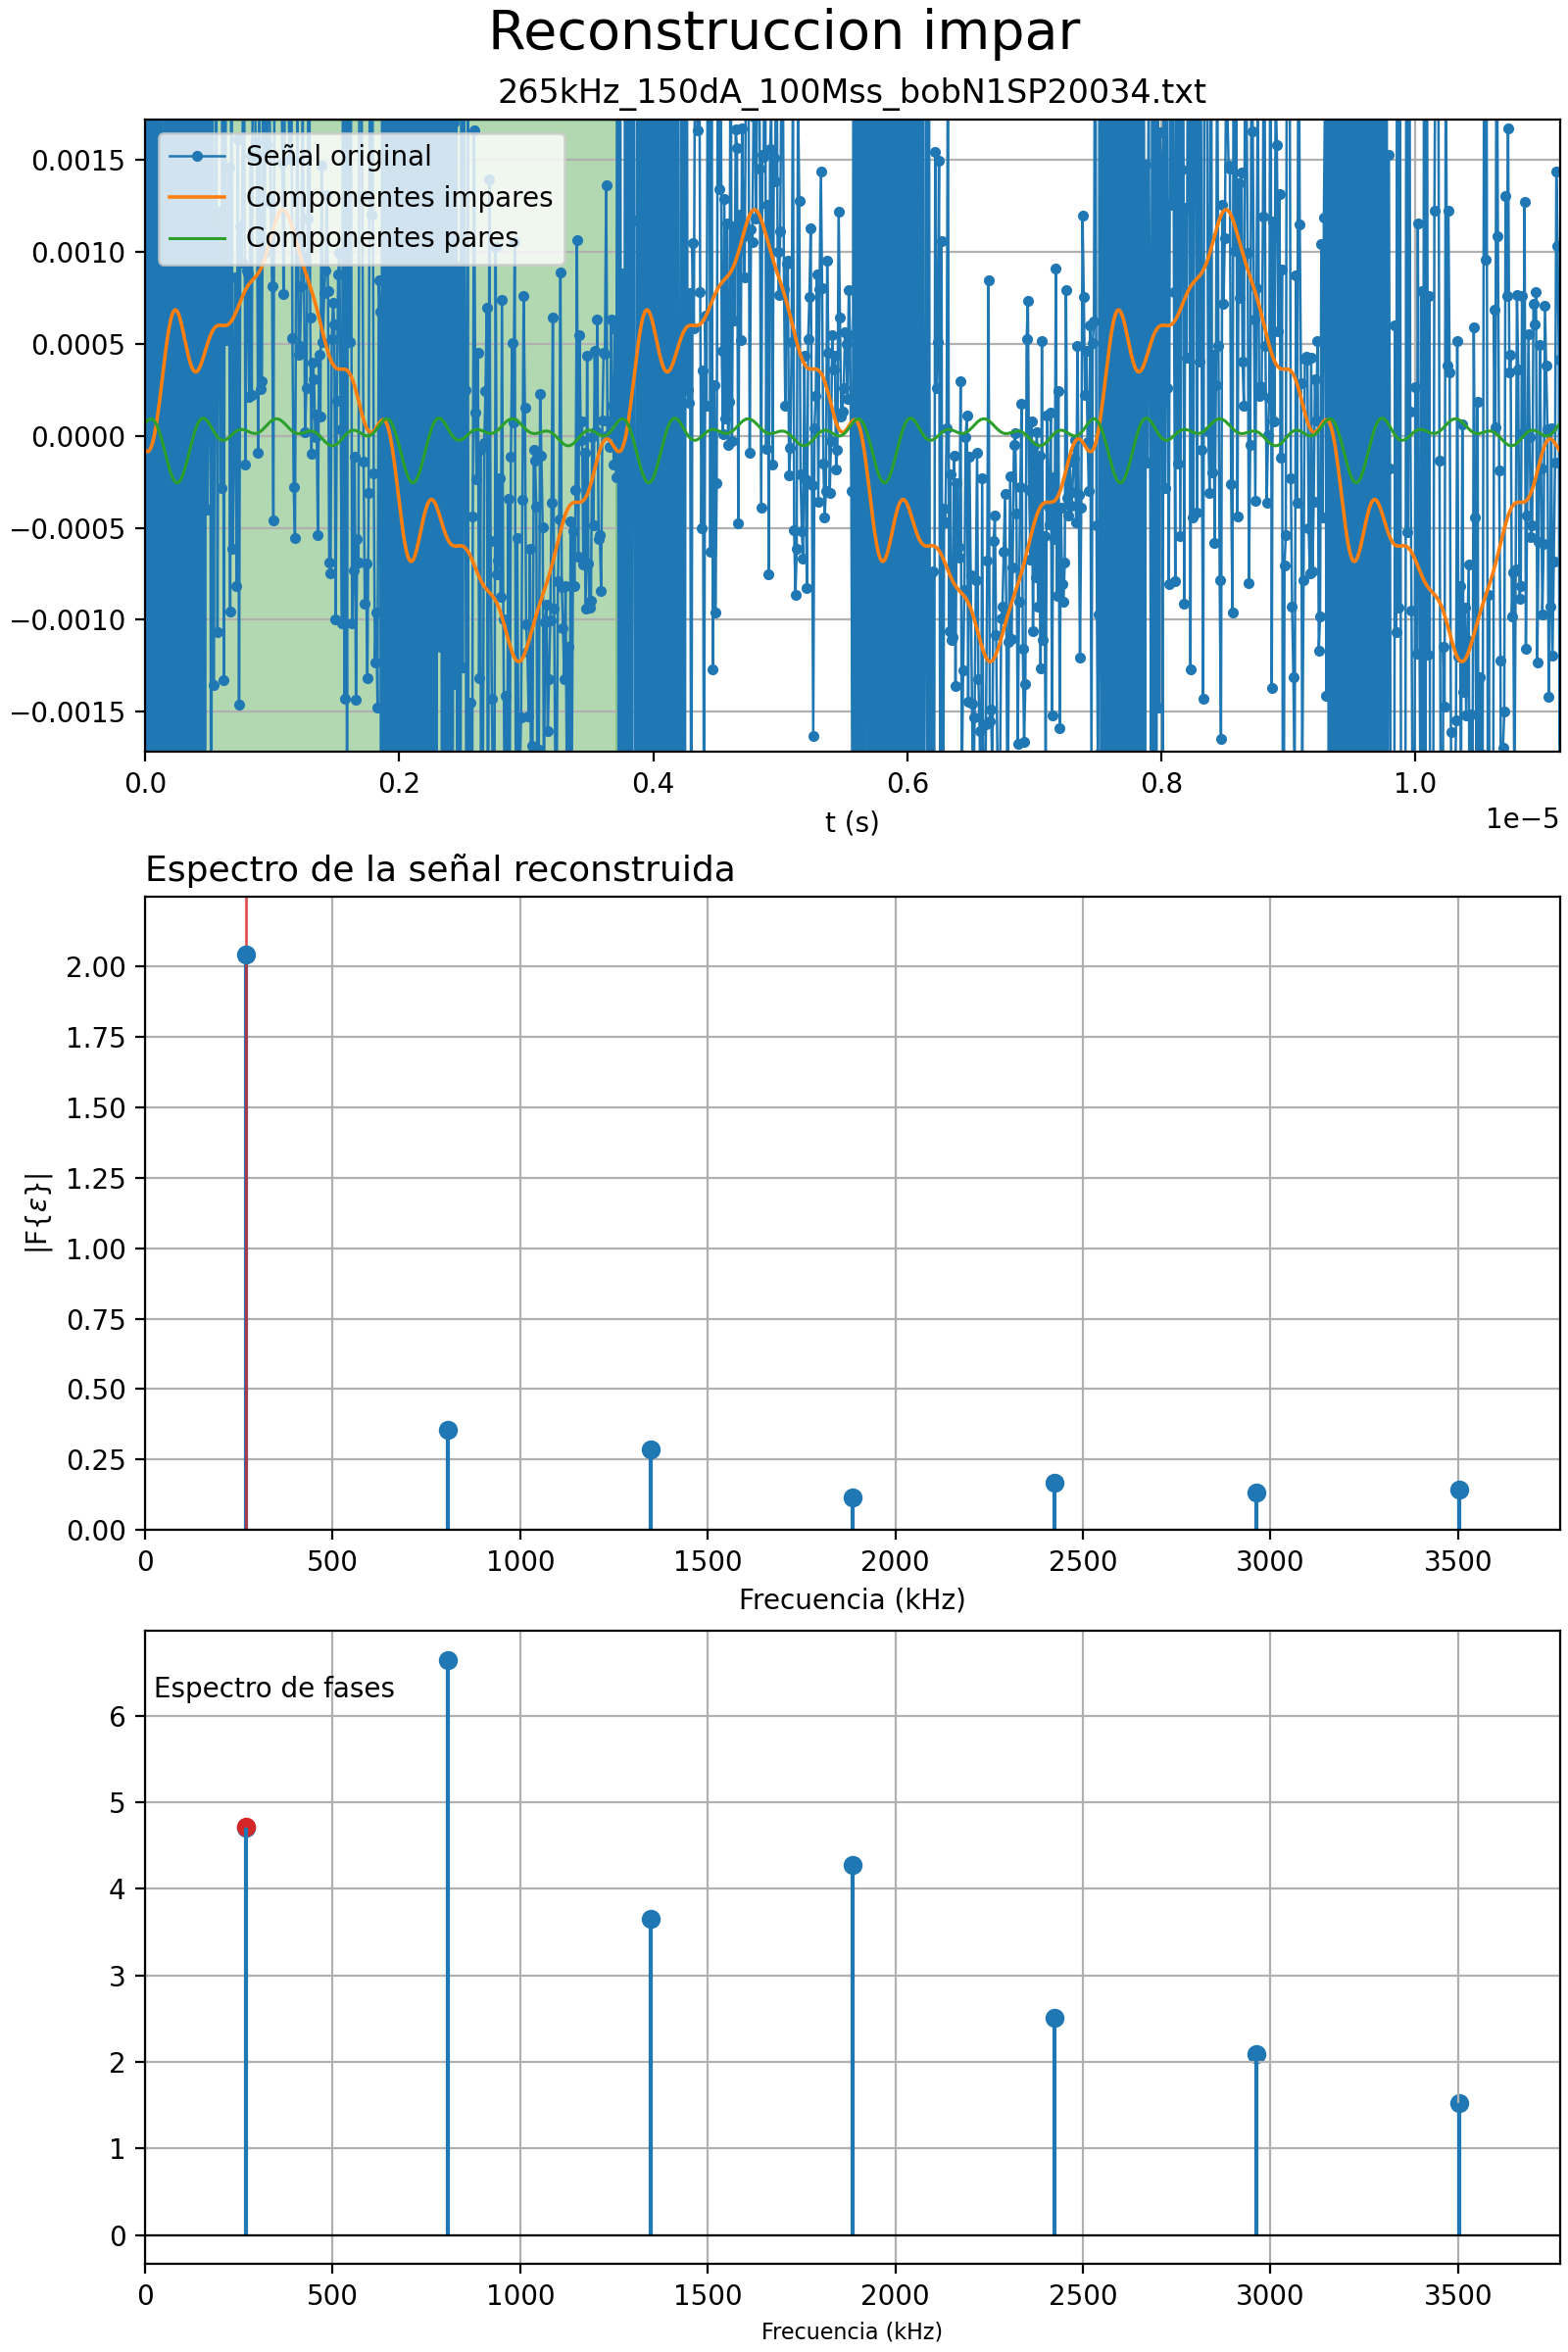 Reconstruccion impar
265kHz_150dA_100Mss_bobN1SP20034.txt
Señal original
Componentes impares
Componentes pares
0.0015
0.0010
0.0005
0.0000
−0.0005
−0.0010
−0.0015
0.0 0.2 0.4 0.6 0.8 1.0
1e−5
t (s)
Espectro de la señal reconstruida
|F{ε}|
2.00
1.75
1.50
1.25
1.00
0.75
0.50
0.25
0.00
0 500 1000 1500 2000 2500 3000 3500
Frecuencia (kHz)
Espectro de fases
6
5
4
3
2
1
0
0 500 1000 1500 2000 2500 3000 3500
Frecuencia (kHz)